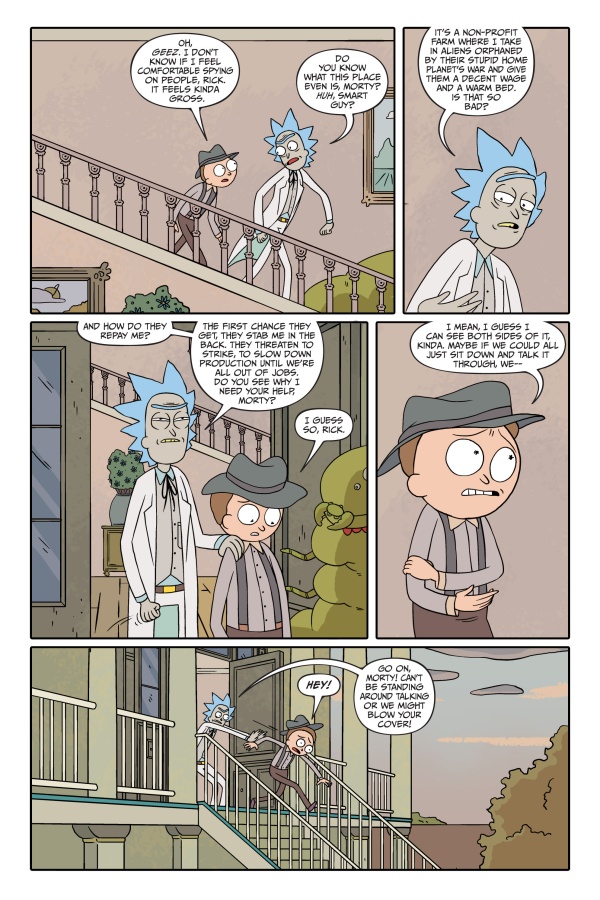 OH,
GEEZ. I DON'T
KNOW IF I FEEL
COMFORTABLE SPYING
ON PEOPLE, RICK.
IT FEELS KINDA
GROSS.
DO
YOU KNOW
WHAT THIS PLACE
EVEN IS, MORTY?
HUH, SMART
GUY?
IT'S A NON-PROFIT
FARM WHERE I TAKE
IN ALIENS ORPHANED
BY THEIR STUPID HOME
PLANET'S WAR AND GIVE
THEM A DECENT WAGE
AND A WARM BED.
IS THAT SO
BAD?
AND HOW DO THEY
REPAY ME?
THE FIRST CHANCE THEY
GET, THEY STAB ME IN THE
BACK. THEY THREATEN TO
STRIKE, TO SLOW DOWN
PRODUCTION UNTIL WE'RE
ALL OUT OF JOBS.
DO YOU SEE WHY I
NEED YOUR HELP,
MORTY?
I GUESS
SO, RICK.
I MEAN, I GUESS I
CAN SEE BOTH SIDES OF IT,
KINDA. MAYBE IF WE COULD ALL
JUST SIT DOWN AND TALK IT
THROUGH, WE--
GO ON,
MORTY! CAN'T
BE STANDING
AROUND TALKING
OR WE MIGHT
BLOW YOUR
COVER!
HEY!